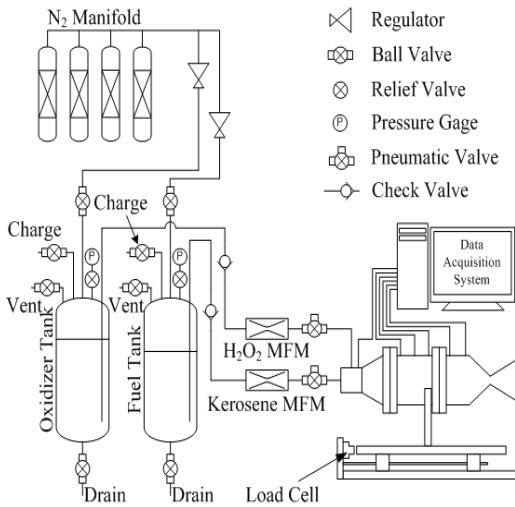 N₂ Manifold
Regulator
Ball Valve
Relief Valve
P
Pressure Gage
Pneumatic Valve
Check Valve
Charge
Charge
P
P
Vent
Vent
Oxidizer Tank
Fuel Tank
Data
Acquisition
System
H₂O₂ MFM
Kerosene MFM
Drain
Drain
Load Cell